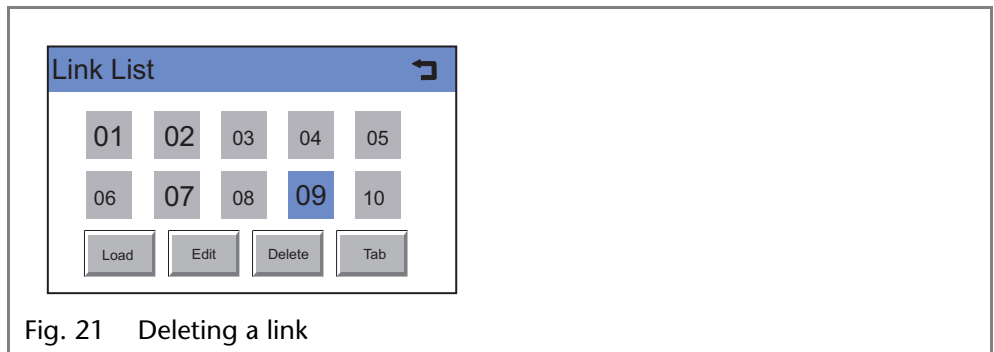 Link List
01 02 03 04 05
06 07 08 09 10
Load Edit Delete Tab
Fig. 21 Deleting a link